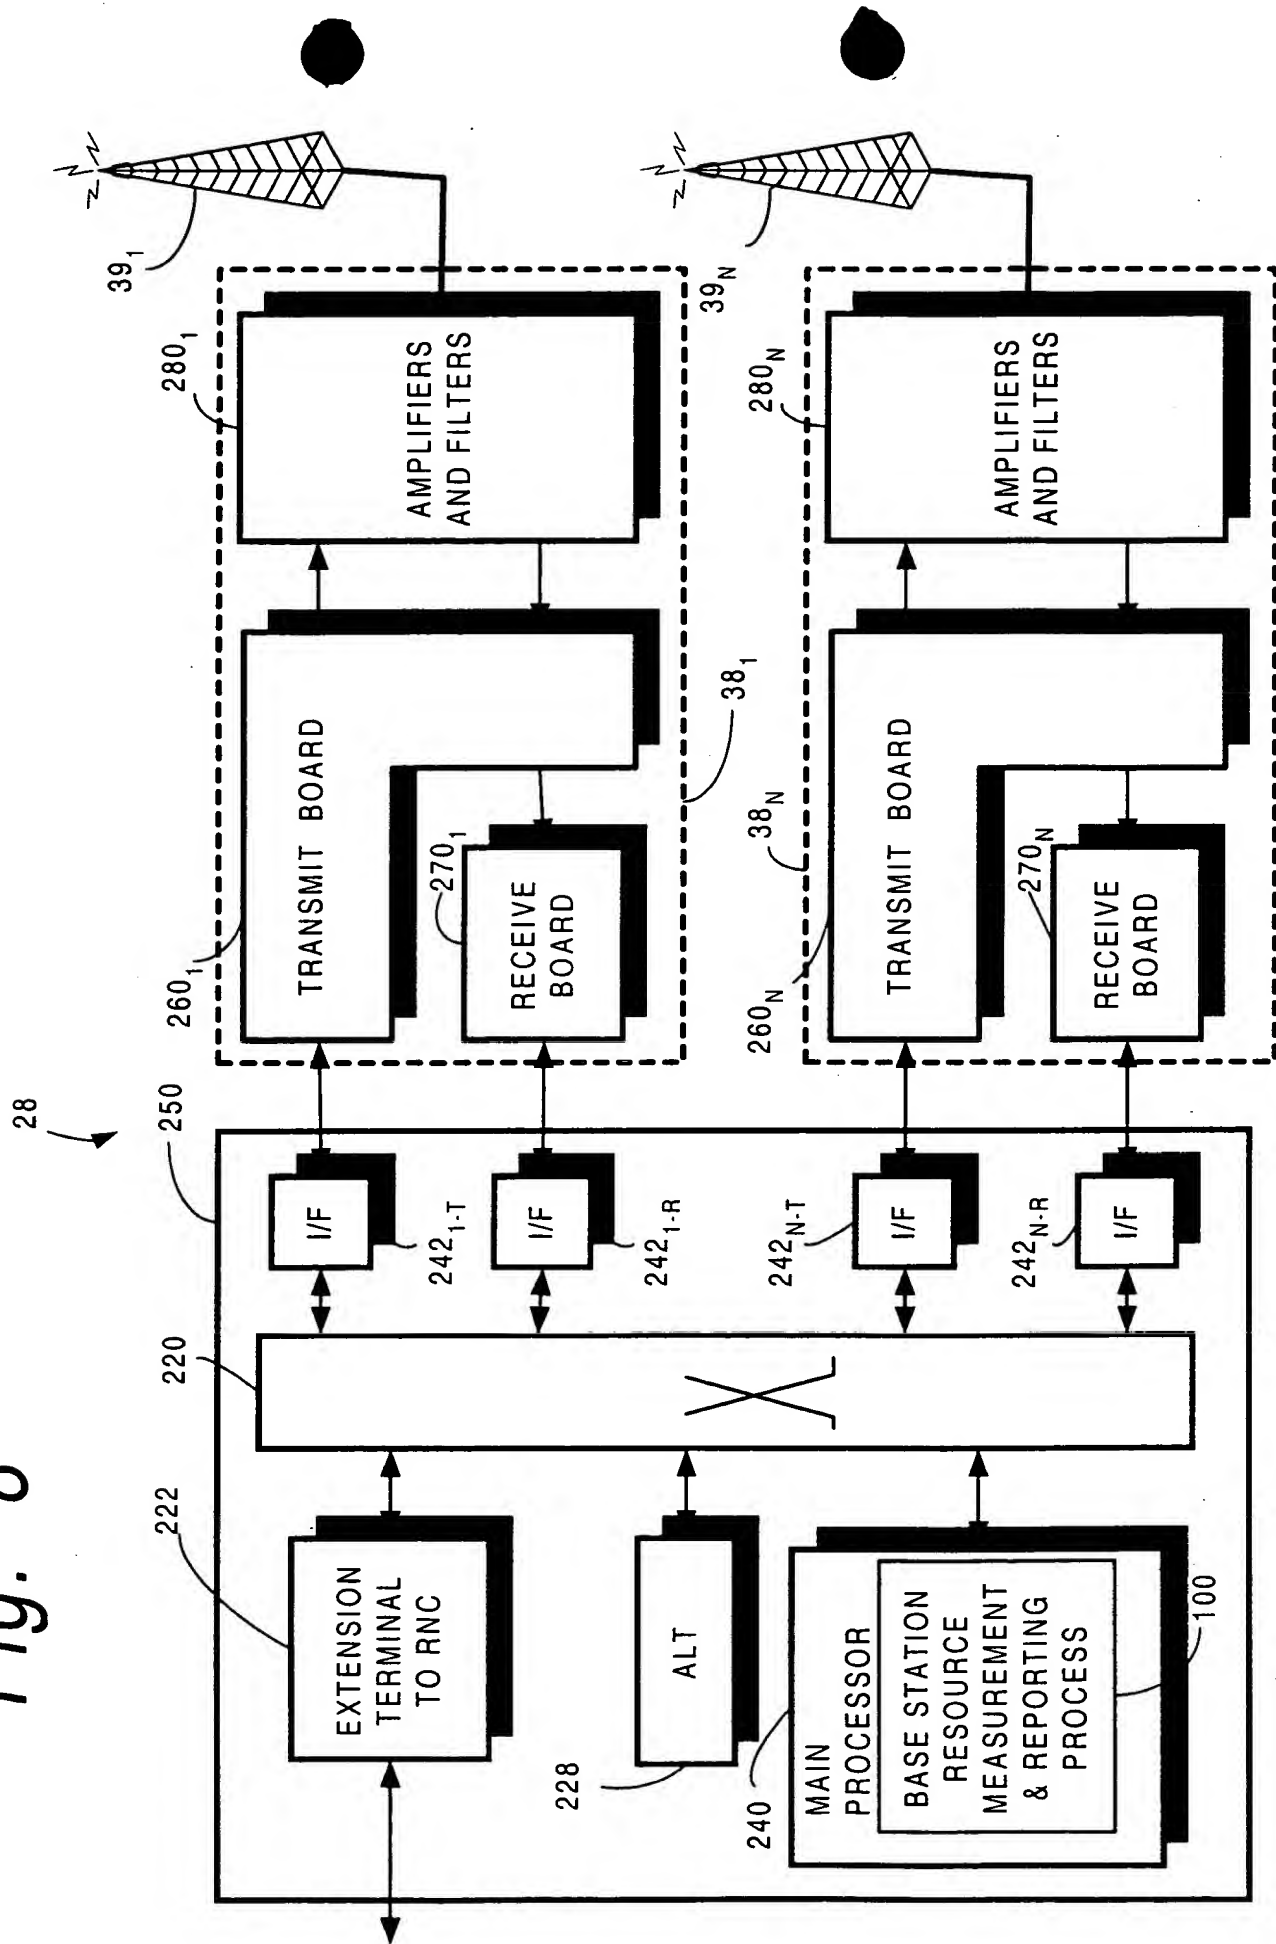 Fig.
28
222
220
250
EXTENSION
TERMINAL
TO RNC
I/F
242₁₋T
260₁
TRANSMIT BOARD
280₁
AMPLIFIERS
AND FILTERS
39₁
I/F
242₁₋R
270₁
RECEIVE
BOARD
38₁
228
ALT
240
MAIN
PROCESSOR
BASE STATION
RESOURCE
MEASUREMENT
& REPORTING
PROCESS
100
242N-T
I/F
260N
TRANSMIT BOARD
38N
280N
AMPLIFIERS
AND FILTERS
39N
242N-R
I/F
270N
RECEIVE
BOARD